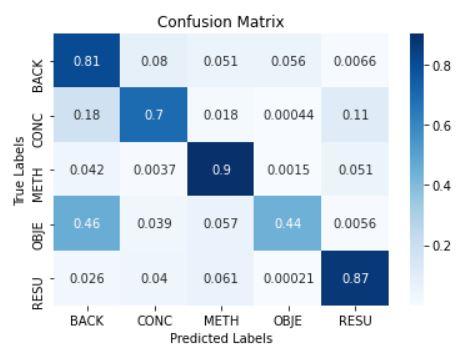 Confusion Matrix
BACK 0.81 0.08 0.051 0.056 0.0066
CONC 0.18 0.7 0.018 0.00044 0.11
METH 0.042 0.0037 0.9 0.0015 0.051
OBJE 0.46 0.039 0.057 0.44 0.0056
RESU 0.026 0.04 0.061 0.00021 0.87
BACK CONC METH OBJE RESU
Predicted Labels
True Labels
0.8
0.6
0.4
0.2